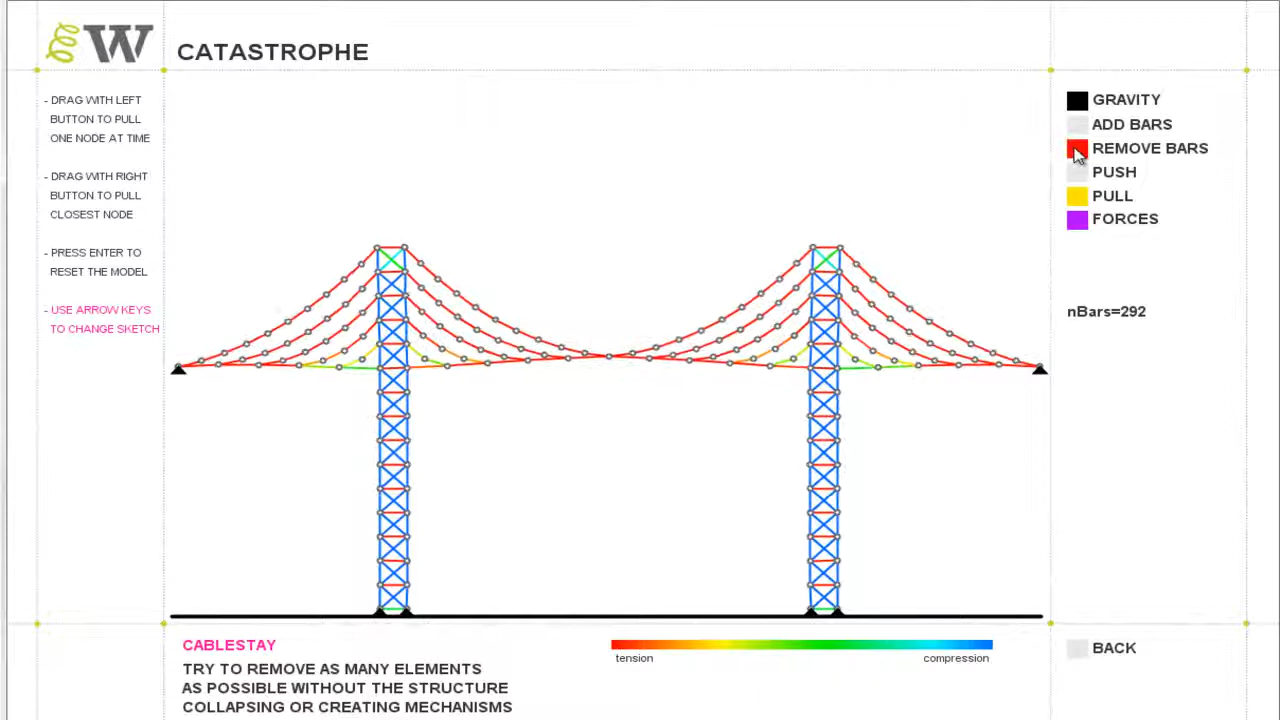 W
CATASTROPHE
- DRAG WITH LEFT
BUTTON TO PULL
ONE NODE AT TIME
- DRAG WITH RIGHT
BUTTON TO PULL
CLOSEST NODE
- PRESS ENTER TO
RESET THE MODEL
- USE ARROW KEYS
TO CHANGE SKETCH
GRAVITY
ADD BARS
REMOVE BARS
PUSH
PULL
FORCES
nBars=292
CABLESTAY
TRY TO REMOVE AS MANY ELEMENTS
AS POSSIBLE WITHOUT THE STRUCTURE
COLLAPSING OR CREATING MECHANISMS
tension
compression
BACK